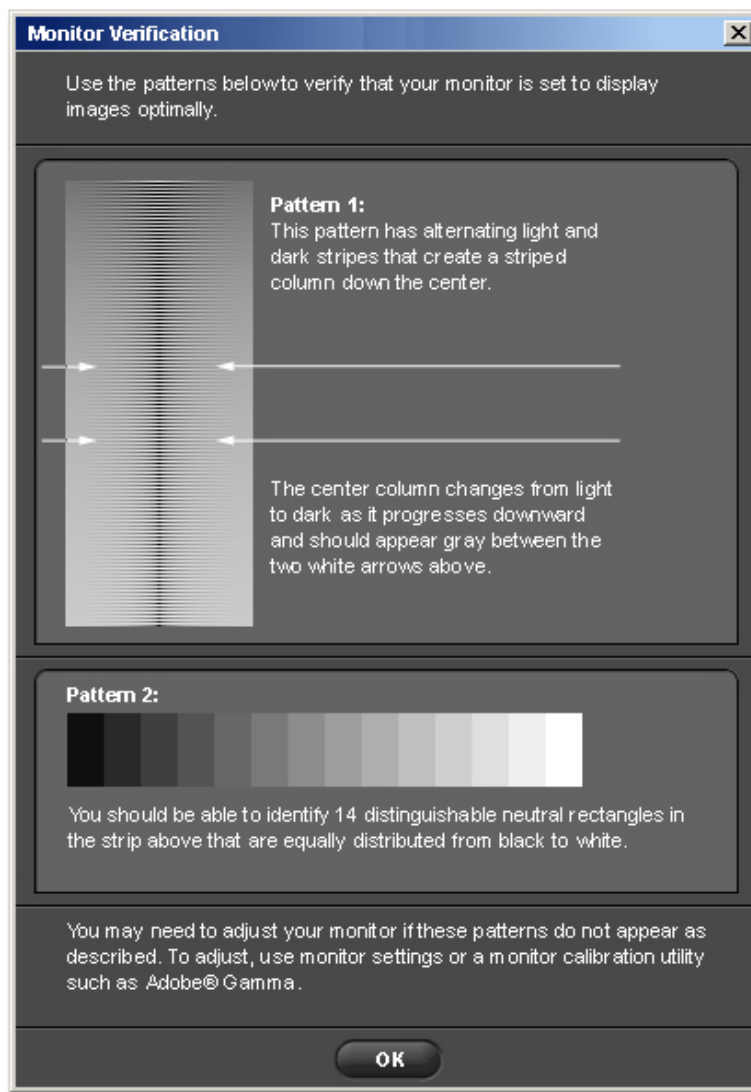 Monitor Verification
Use the patterns below to verify that your monitor is set to display
images optimally.
Pattern 1:
This pattern has alternating light and
dark stripes that create a striped
column down the center.
The center column changes from light
to dark as it progresses downward
and should appear gray between the
two white arrows above.
Pattern 2:
You should be able to identify 14 distinguishable neutral rectangles in
the strip above that are equally distributed from black to white.
You may need to adjust your monitor if these patterns do not appear as
described. To adjust, use monitor settings or a monitor calibration utility
such as Adobe® Gamma.
OK